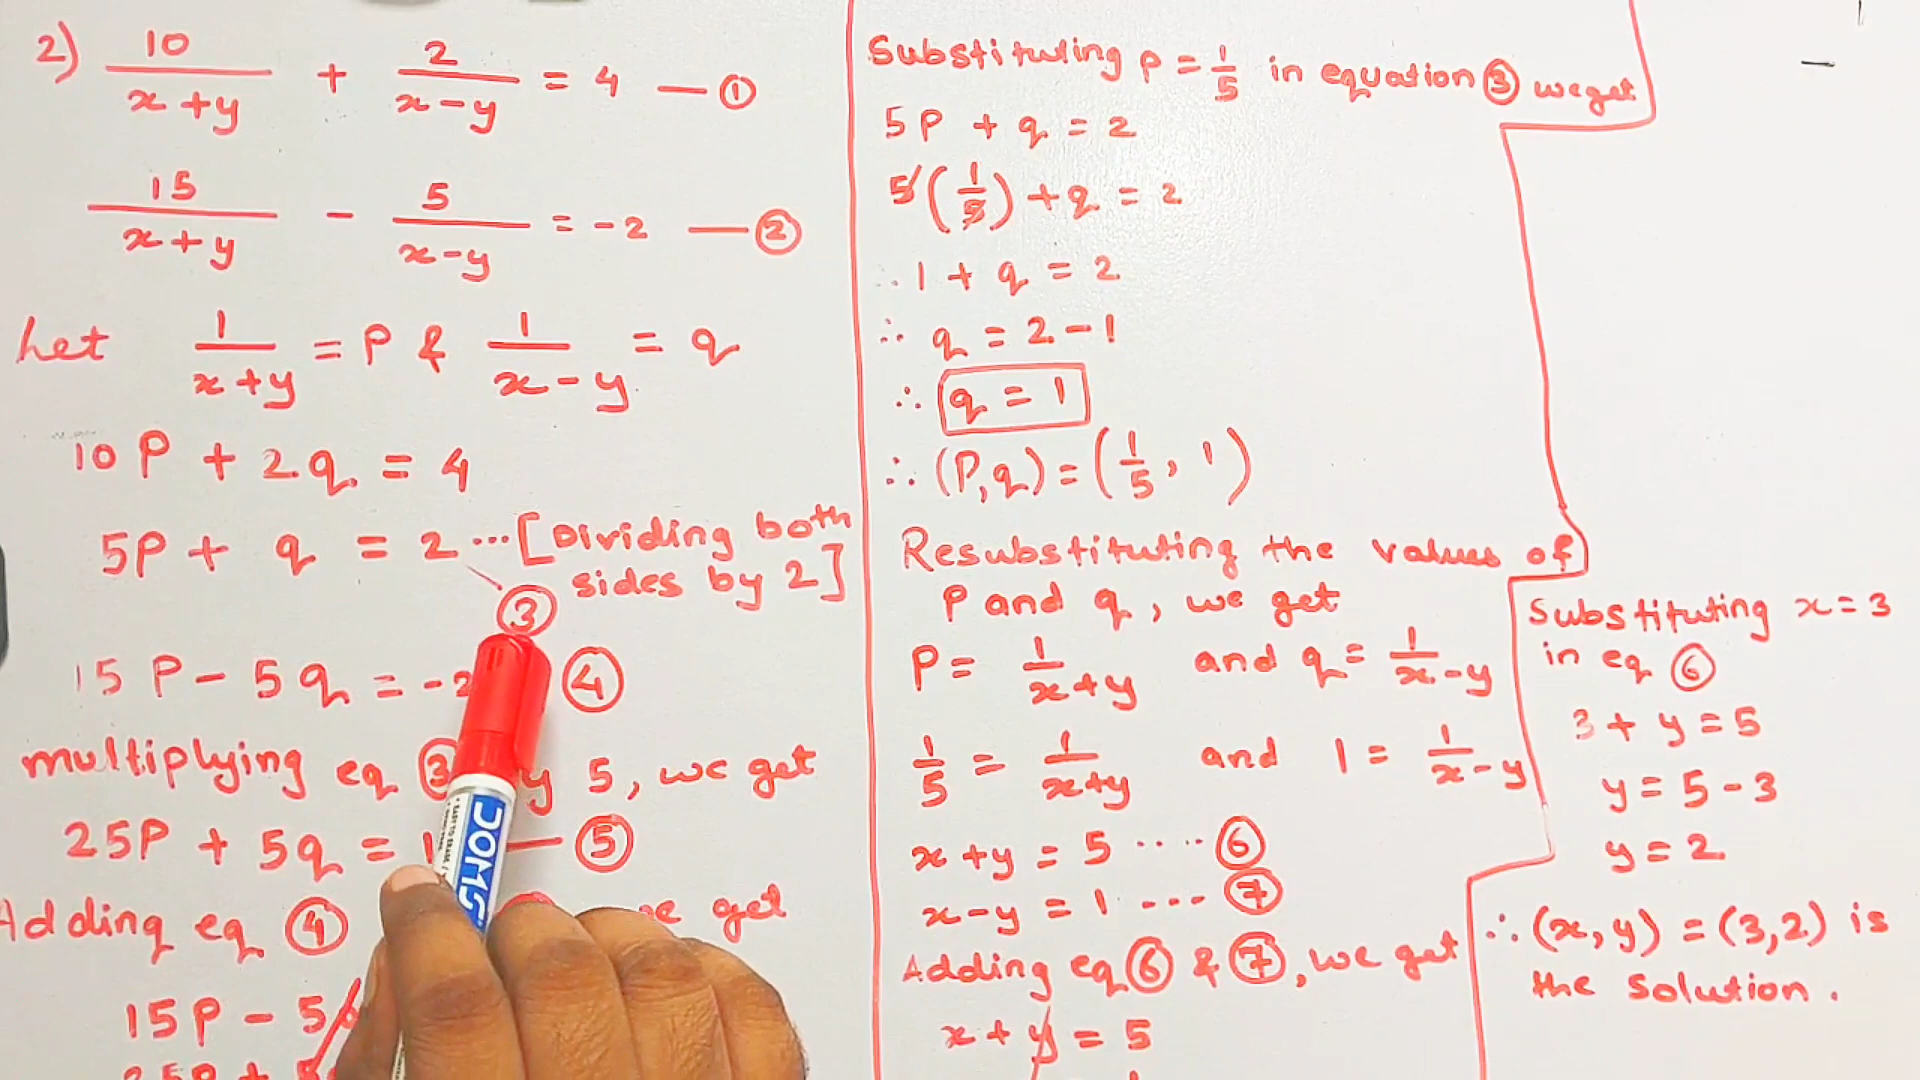 2) 10/(x+y) + 2/(x-y) = 4 — ①
15/(x+y) - 5/(x-y) = -2 — ②
Let 1/(x+y) = P & 1/(x-y) = q
10P + 2q = 4
5P + q = 2 ... [Dividing both
sides by 2]
③
15P - 5q = -2 ④
multiplying eq ③ y 5, we get
25P + 5q = 1 — ⑤
Adding eq ④ get
15P - 5
25P +
Substituting P = 1/5 in equation ③ we get
5P + q = 2
5(1/5) + q = 2
∴ 1 + q = 2
∴ q = 2 - 1
∴ q = 1
∴ (P, q) = (1/5, 1)
Resubstituting the values of
P and q, we get
P = 1/(x+y) and q = 1/(x-y)
1/5 = 1/(x+y) and 1 = 1/(x-y)
x + y = 5 .... ⑥
x - y = 1 .... ⑦
Adding eq ⑥ & ⑦, we get
x + y = 5
Substituting x = 3
in eq ⑥
3 + y = 5
y = 5 - 3
y = 2
∴ (x, y) = (3, 2) is
the solution.
DOMS